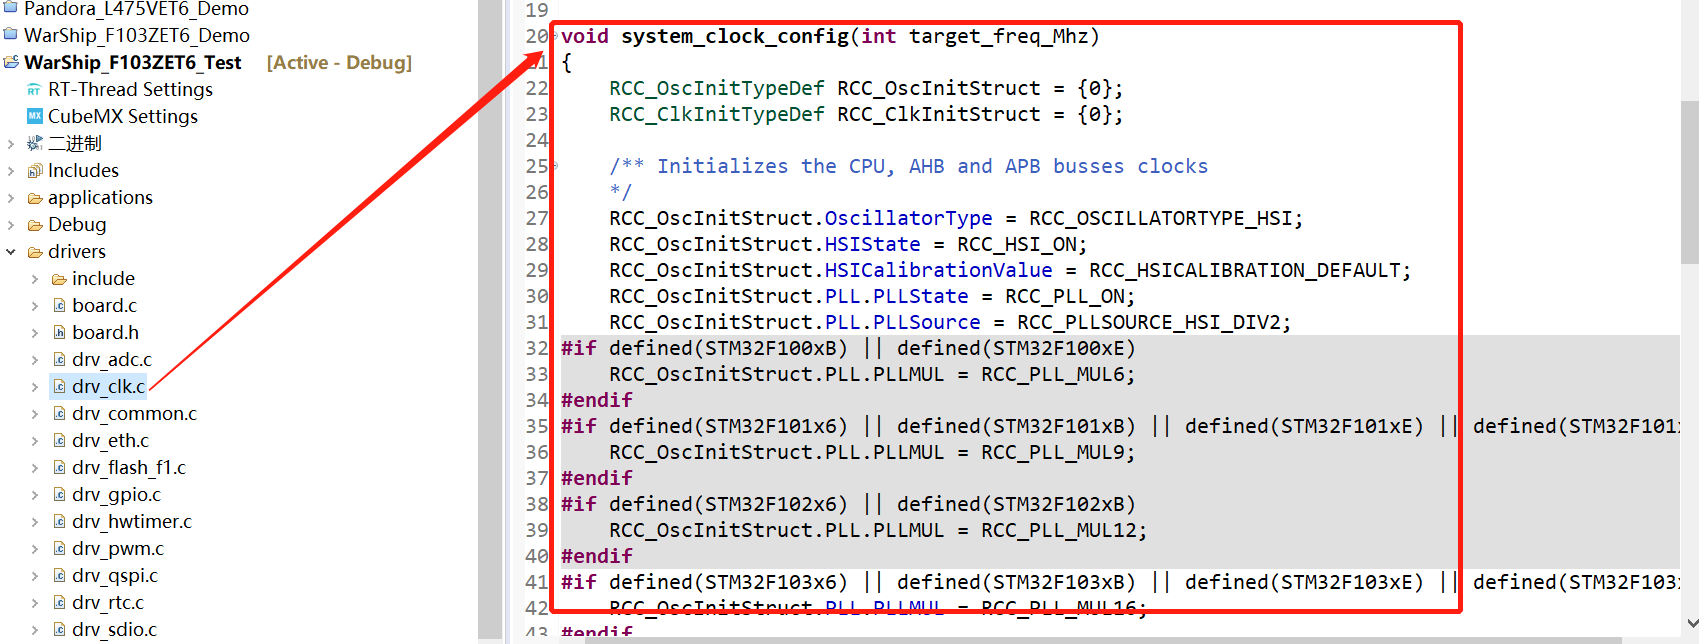 Pandora_L475VET6_Demo
WarShip_F103ZET6_Demo
WarShip_F103ZET6_Test [Active - Debug]
RT RT-Thread Settings
MX CubeMX Settings
二进制
Includes
applications
Debug
drivers
include
board.c
board.h
drv_adc.c
drv_clk.c
drv_common.c
drv_eth.c
drv_flash_f1.c
drv_gpio.c
drv_hwtimer.c
drv_pwm.c
drv_qspi.c
drv_rtc.c
drv_sdio.c
19
20 void system_clock_config(int target_freq_Mhz)
21 {
22 RCC_OscInitTypeDef RCC_OscInitStruct = {0};
23 RCC_ClkInitTypeDef RCC_ClkInitStruct = {0};
24
25 /** Initializes the CPU, AHB and APB busses clocks
26 */
27 RCC_OscInitStruct.OscillatorType = RCC_OSCILLATORTYPE_HSI;
28 RCC_OscInitStruct.HSIState = RCC_HSI_ON;
29 RCC_OscInitStruct.HSICalibrationValue = RCC_HSICALIBRATION_DEFAULT;
30 RCC_OscInitStruct.PLL.PLLState = RCC_PLL_ON;
31 RCC_OscInitStruct.PLL.PLLSource = RCC_PLLSOURCE_HSI_DIV2;
32 #if defined(STM32F100xB) || defined(STM32F100xE)
33 RCC_OscInitStruct.PLL.PLLMUL = RCC_PLL_MUL6;
34 #endif
35 #if defined(STM32F101x6) || defined(STM32F101xB) || defined(STM32F101xE) || defined(STM32F101x
36 RCC_OscInitStruct.PLL.PLLMUL = RCC_PLL_MUL9;
37 #endif
38 #if defined(STM32F102x6) || defined(STM32F102xB)
39 RCC_OscInitStruct.PLL.PLLMUL = RCC_PLL_MUL12;
40 #endif
41 #if defined(STM32F103x6) || defined(STM32F103xB) || defined(STM32F103xE) || defined(STM32F103x
42 RCC_OscInitStruct.PLL.PLLMUL = RCC_PLL_MUL16;
43 #endif